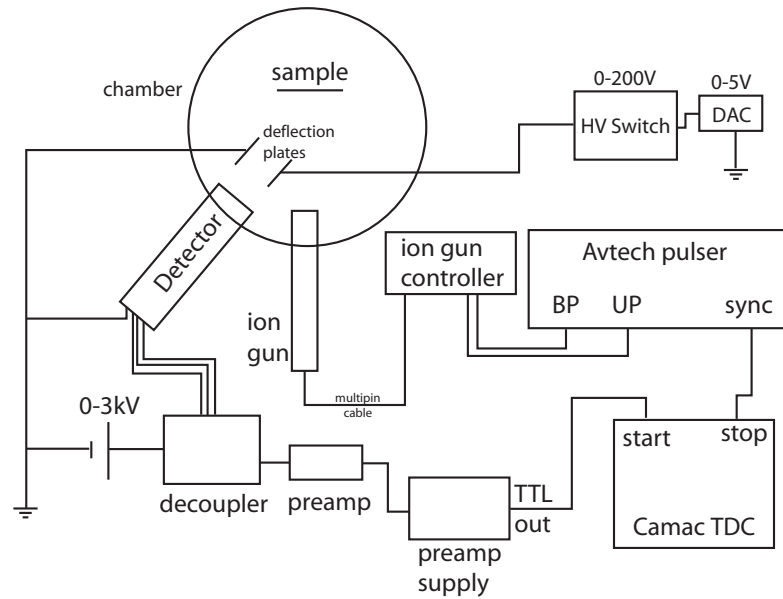 sample
chamber
deflection
plates
0-200V
0-5V
HV Switch
DAC
Detector
ion gun
controller
Avtech pulser
BP
UP
sync
ion
gun
multipin
cable
0-3kV
decoupler
preamp
TTL
out
preamp
supply
start
stop
Camac TDC